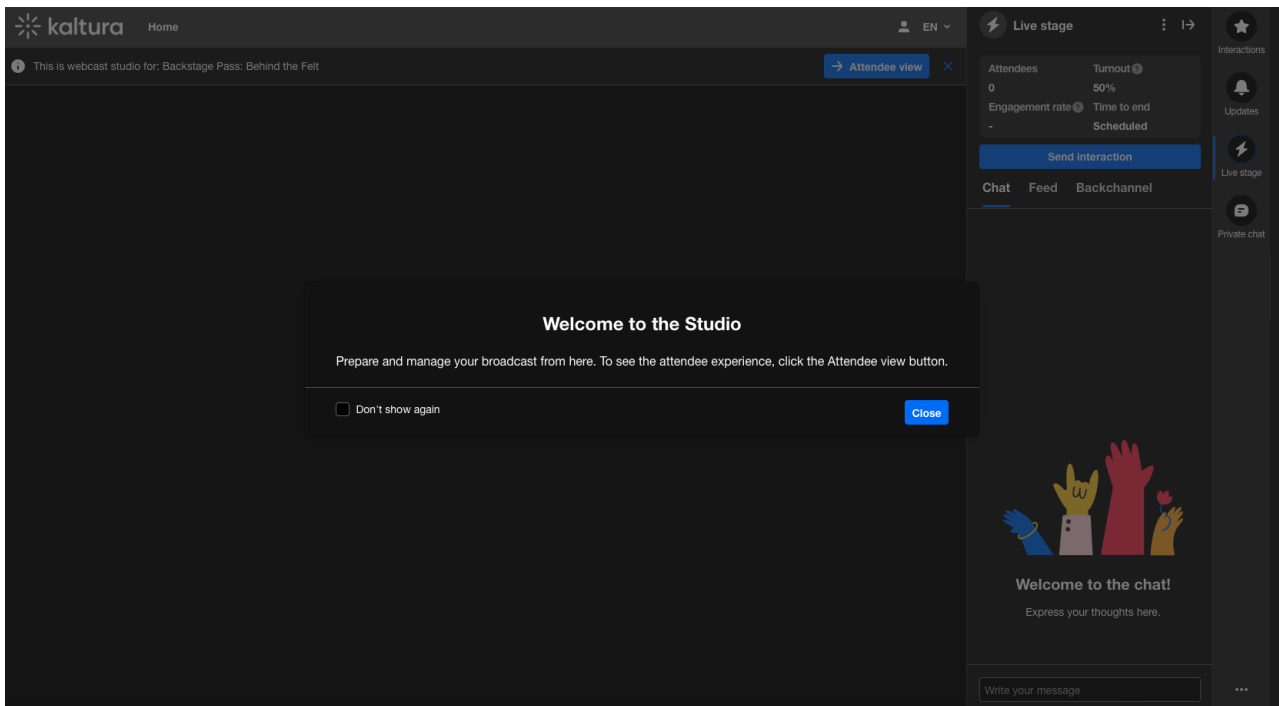 kaltura
Home
EN
This is webcast studio for: Backstage Pass: Behind the Felt
Attendee view
Live stage
Attendees
Turnout
0
50%
Engagement rate
Time to end
-
Scheduled
Send interaction
Chat Feed Backchannel
Interactions
Updates
Live stage
Private chat
Welcome to the Studio
Prepare and manage your broadcast from here. To see the attendee experience, click the Attendee view button.
Don't show again
Close
Welcome to the chat!
Express your thoughts here.
Write your message